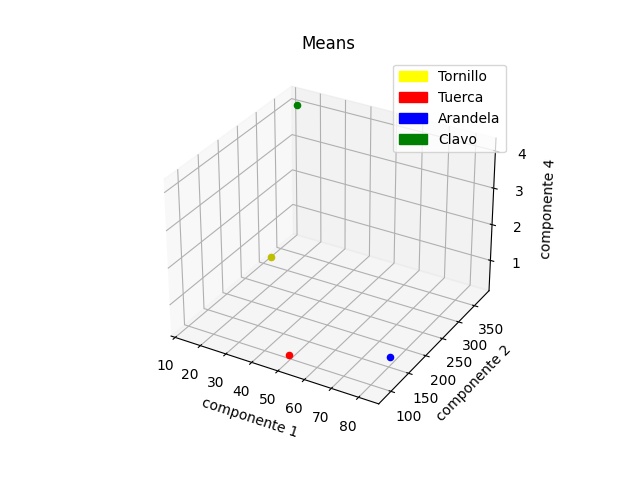 Means
Tornillo
Tuerca
Arandela
Clavo
4
3
2
1
componente 4
10
20
30
40
50
60
70
80
componente 1
100
150
200
250
300
350
componente 2